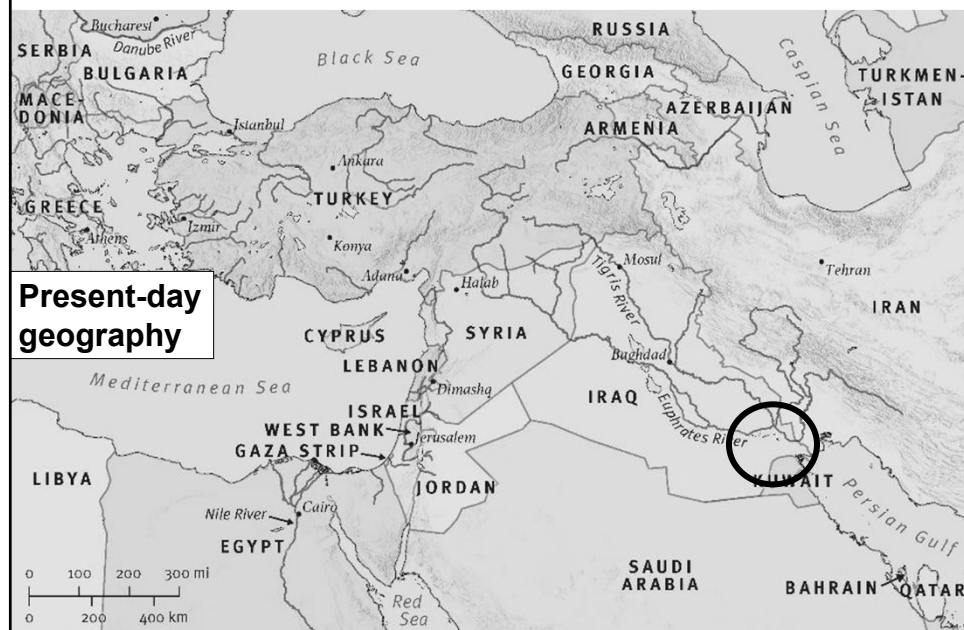 Bucharest
Danube River
SERBIA
BULGARIA
MACE-
DONIA
Istanbul
Black Sea
RUSSIA
GEORGIA
ARMENIA
AZERBAIJAN
Caspian Sea
TURKMEN-
ISTAN
Ankara
TURKEY
GREECE
Athens
Izmir
Konya
Adana
Halab
Tigris River
Mosul
Tehran
IRAN
Present-day
geography
CYPRUS
SYRIA
LEBANON
Mediterranean Sea
Dimashq
Baghdad
IRAQ
Euphrates River
ISRAEL
WEST BANK
Jerusalem
GAZA STRIP
LIBYA
JORDAN
KUWAIT
Persian Gulf
Nile River
Cairo
EGYPT
SAUDI
ARABIA
BAHRAIN
QATAR
Red
Sea
0 100 200 300 mi
0 200 400 km